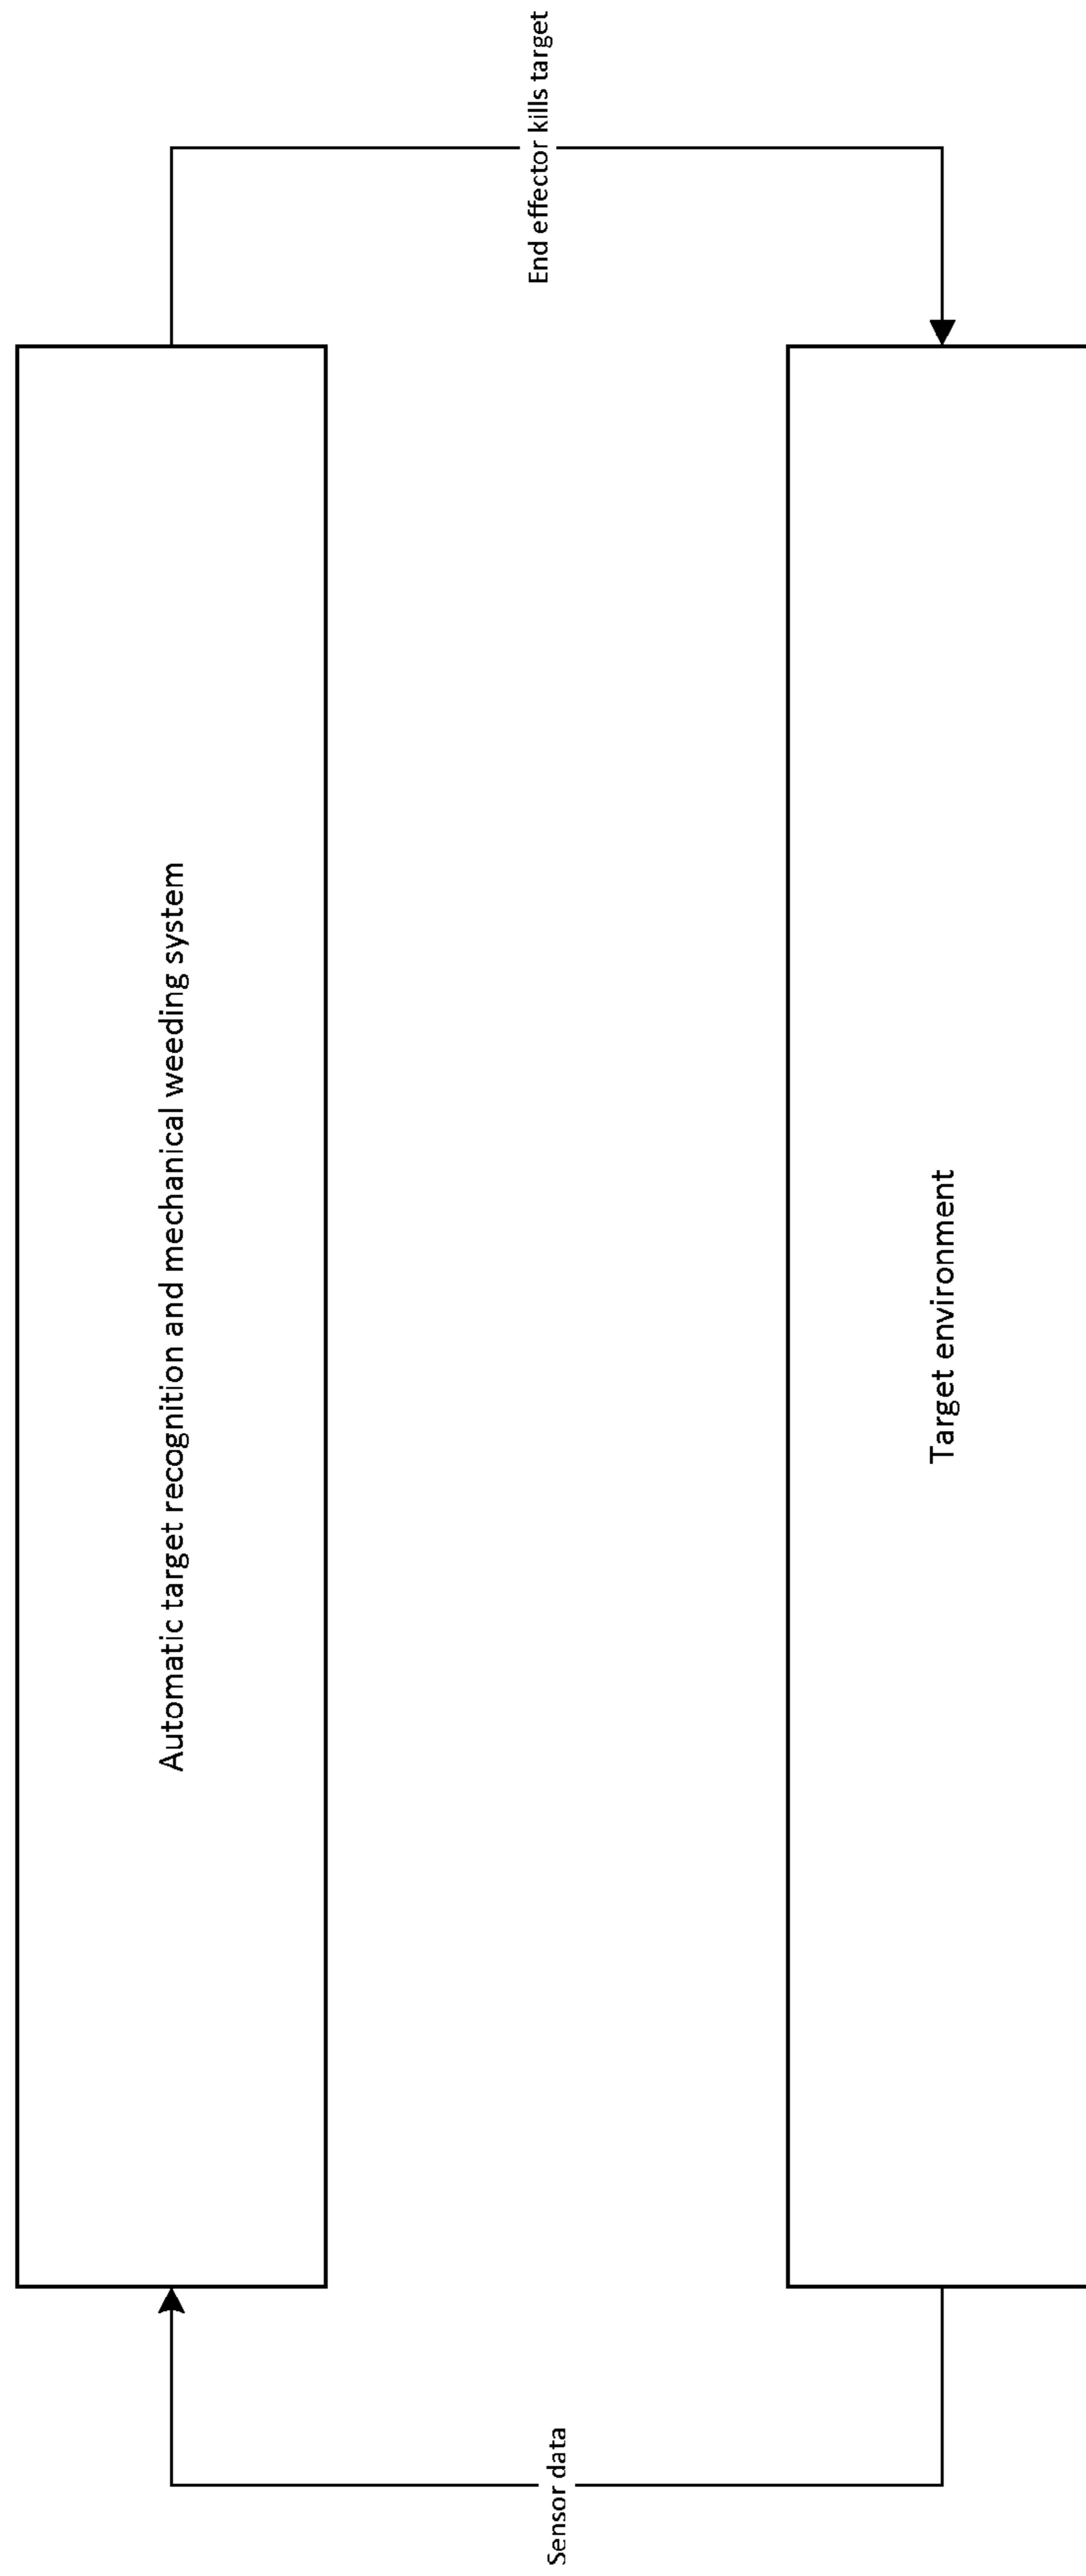 Automatic target recognition and mechanical weeding system
End effector kills target
Sensor data
Target environment